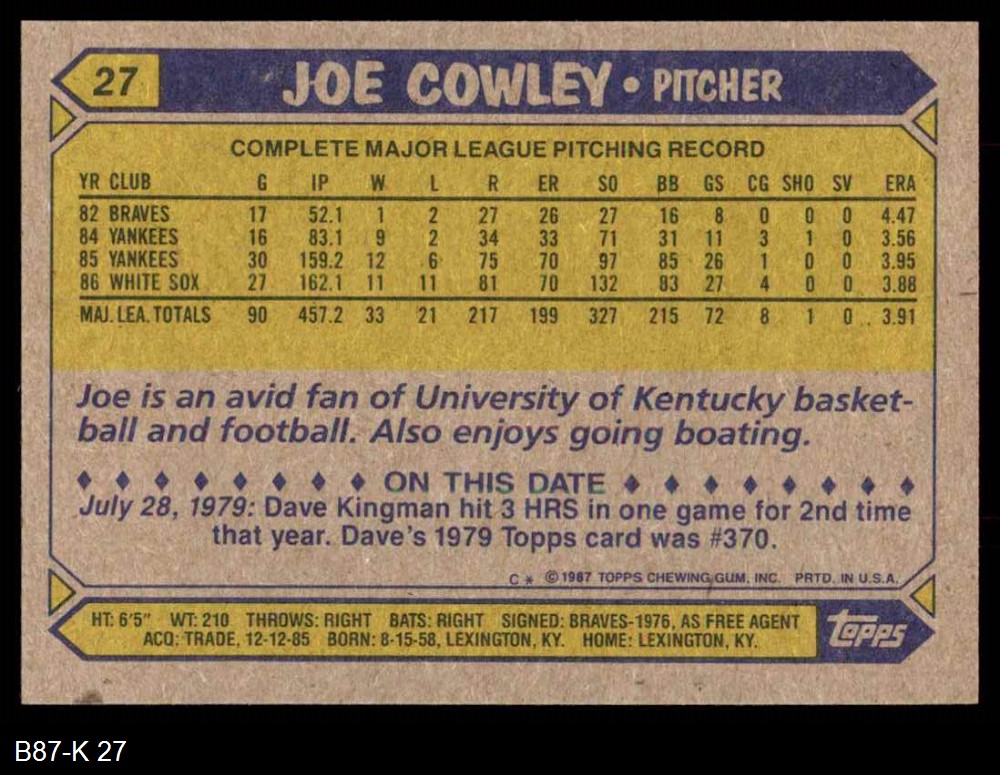 27 JOE COWLEY • PITCHER
COMPLETE MAJOR LEAGUE PITCHING RECORD
YR CLUB G IP W L R ER SO BB GS CG SHO SV ERA
82 BRAVES 17 52.1 1 2 27 26 27 16 8 0 0 0 4.47
84 YANKEES 16 83.1 9 2 34 33 71 31 11 3 1 0 3.56
85 YANKEES 30 159.2 12 6 75 70 97 85 26 1 0 0 3.95
86 WHITE SOX 27 162.1 11 11 81 70 132 83 27 4 0 0 3.88
MAJ. LEA. TOTALS 90 457.2 33 21 217 199 327 215 72 8 1 0 3.91
Joe is an avid fan of University of Kentucky basket-
ball and football. Also enjoys going boating.
ON THIS DATE
July 28, 1979: Dave Kingman hit 3 HRS in one game for 2nd time
that year. Dave's 1979 Topps card was #370.
C* © 1987 TOPPS CHEWING GUM, INC. PRTD. IN U.S.A.
HT: 6'5" WT: 210 THROWS: RIGHT BATS: RIGHT SIGNED: BRAVES-1976, AS FREE AGENT
ACQ: TRADE, 12-12-85 BORN: 8-15-58, LEXINGTON, KY. HOME: LEXINGTON, KY.
topps
B87-K 27